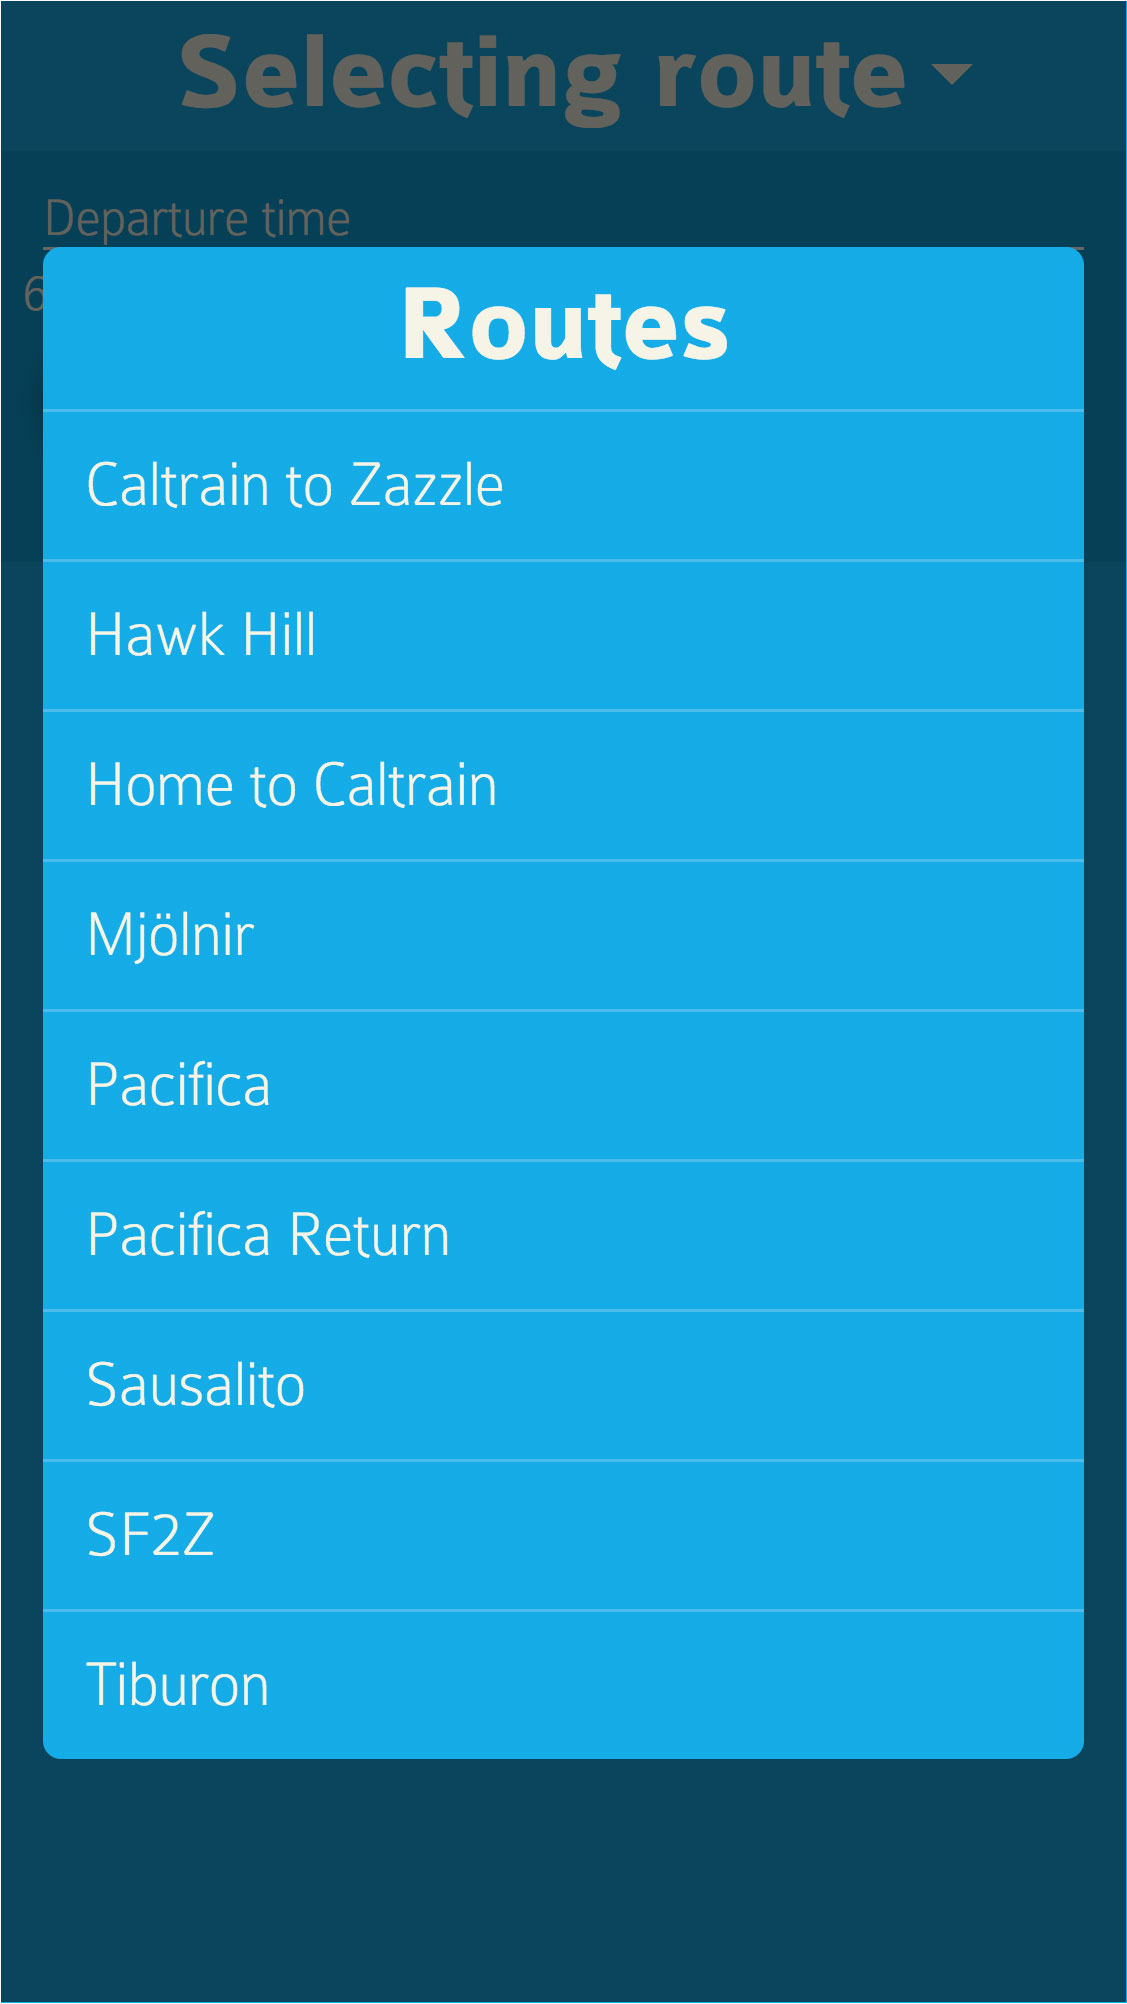 Selecting route
Departure time
6
Routes
Caltrain to Zazzle
Hawk Hill
Home to Caltrain
Mjölnir
Pacifica
Pacifica Return
Sausalito
SF2Z
Tiburon